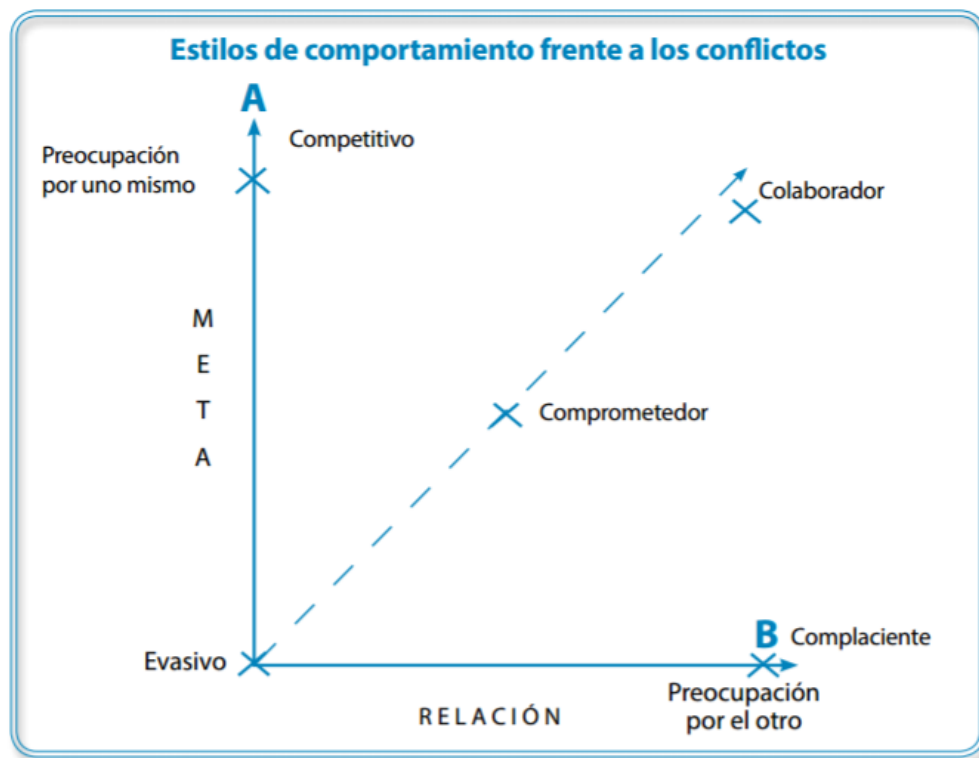 Estilos de comportamiento frente a los conflictos
A
Competitivo
Preocupación
por uno mismo
Colaborador
M
E
T
A
Comprometedor
Evasivo
B
Complaciente
Preocupación
por el otro
RELACIÓN